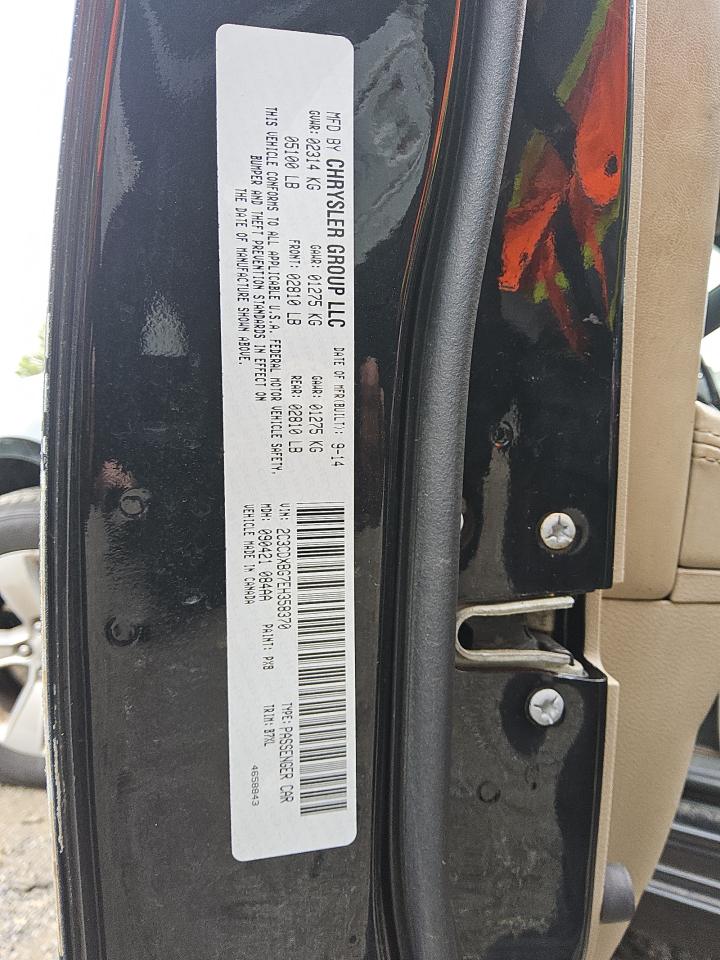 MFD BY CHRYSLER GROUP LLC DATE OF MFR(BUILT): 9-14
GVWR: 02314 KG GAWR: 01275 KG GAWR: 01275 KG
05100 LB FRONT: 02810 LB REAR: 02810 LB
THIS VEHICLE CONFORMS TO ALL APPLICABLE U.S.A. FEDERAL MOTOR VEHICLE SAFETY,
BUMPER AND THEFT PREVENTION STANDARDS IN EFFECT ON
THE DATE OF MANUFACTURE SHOWN ABOVE.
VIN: 2C3CDXBG7EH358370 TYPE: PASSENGER CAR
MDH: 090421 084AA PAINT: PX8 TRIM: B7XL
VEHICLE MADE IN CANADA 4658843